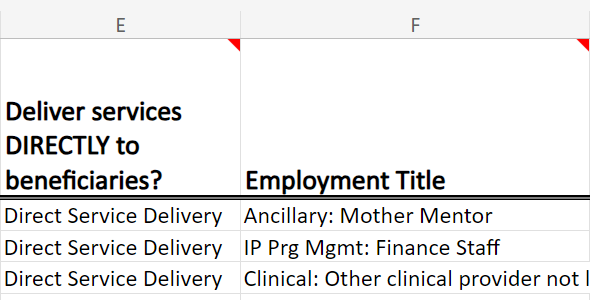 E F
Deliver services
DIRECTLY to
beneficiaries? Employment Title
Direct Service Delivery Ancillary: Mother Mentor
Direct Service Delivery IP Prg Mgmt: Finance Staff
Direct Service Delivery Clinical: Other clinical provider not